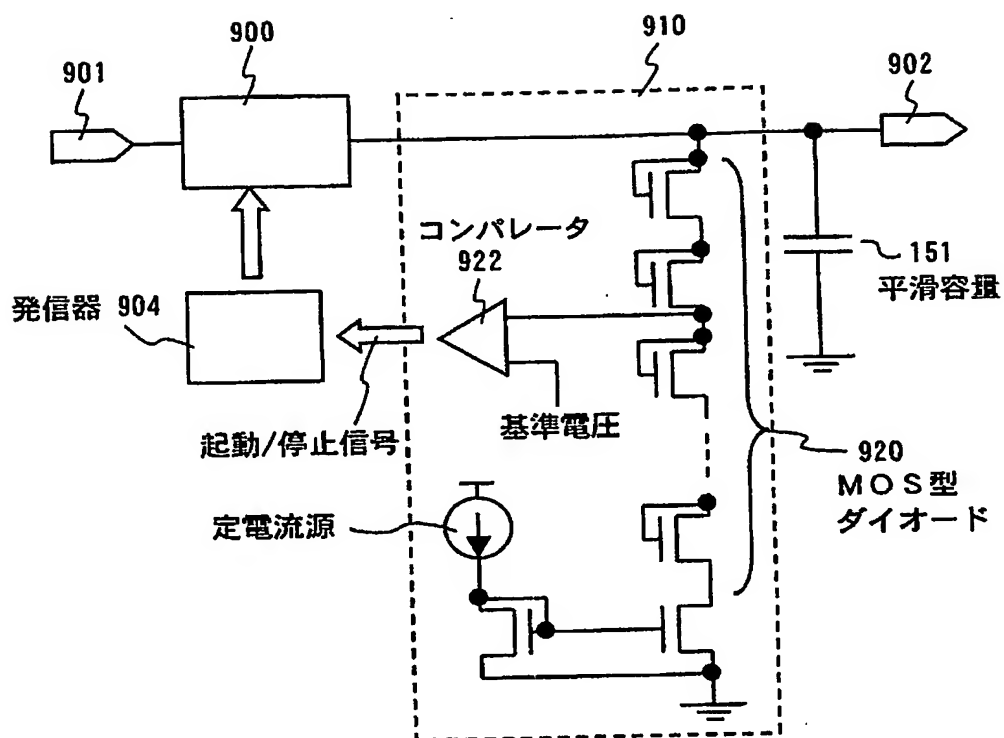 900
910
901
902
コンパレータ
922
151
平滑容量
発信器 904
起動/停止信号
基準電圧
920
MOS型
ダイオード
定電流源